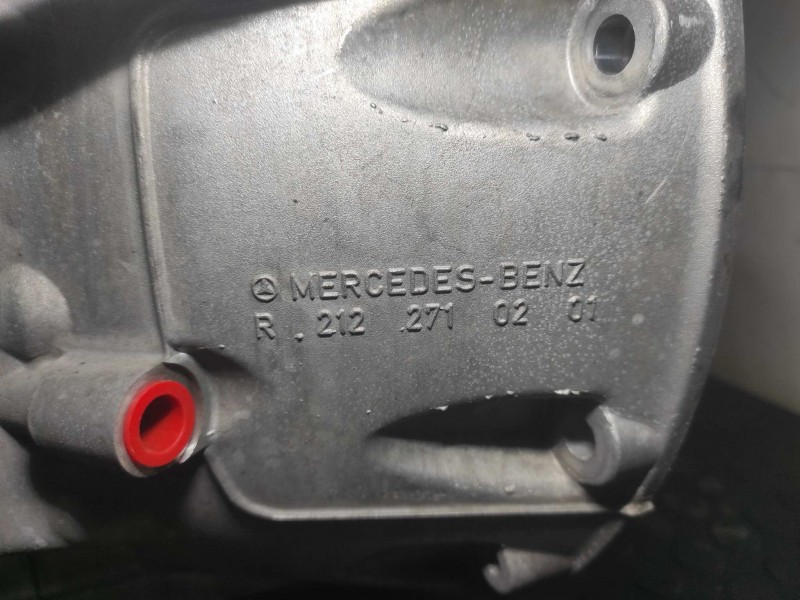 MERCEDES-BENZ
R . 212 .271 02 01